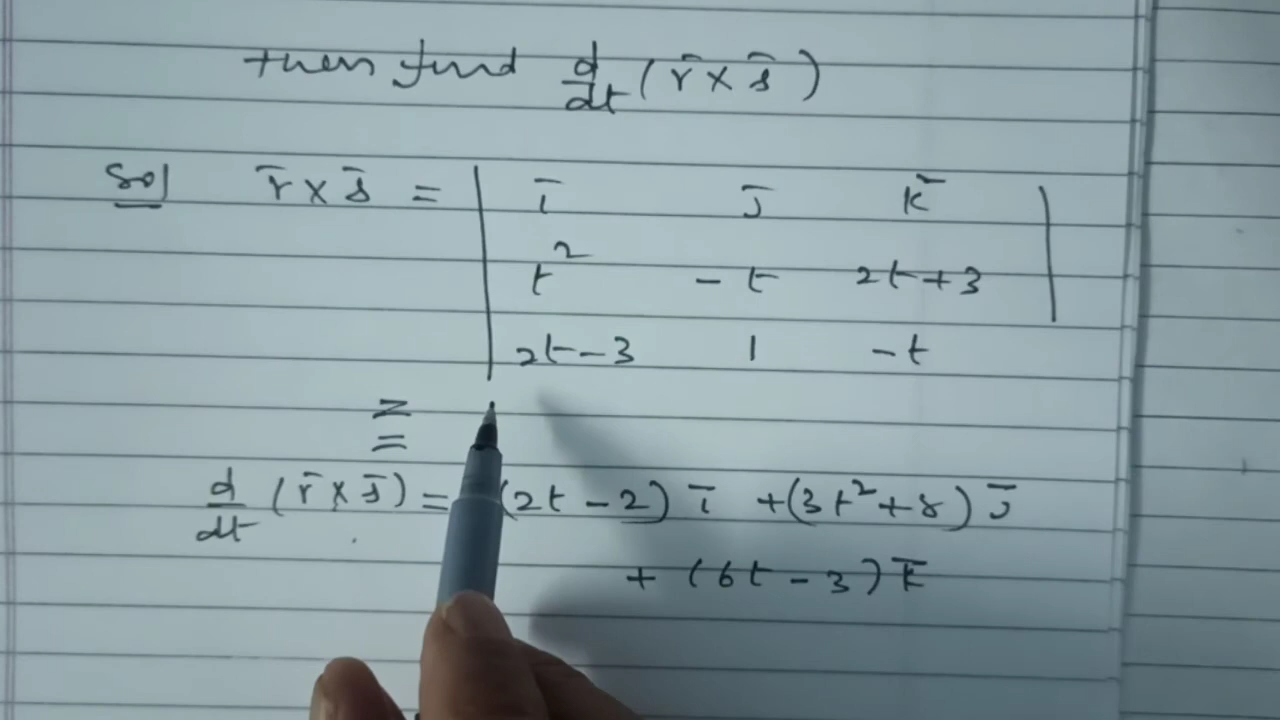 then find d/dt ( r̄ × s̄ )
Sol r̄ × s̄ = | ī j̄ k̄ |
t² - t 2t+3
2t-3 1 -t
=
=
d/dt ( r̄ × s̄ ) = (2t - 2) ī + (3t² + 8) j̄
+ (6t - 3) k̄